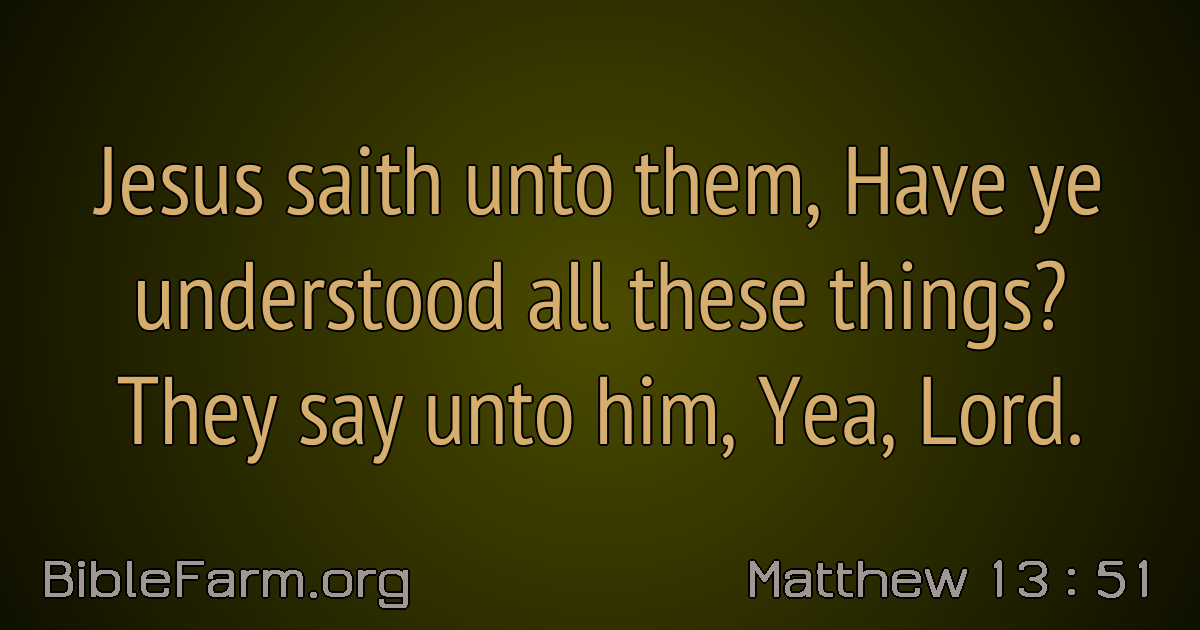 Jesus saith unto them, Have ye
understood all these things?
They say unto him, Yea, Lord.
BibleFarm.org
Matthew 13:51